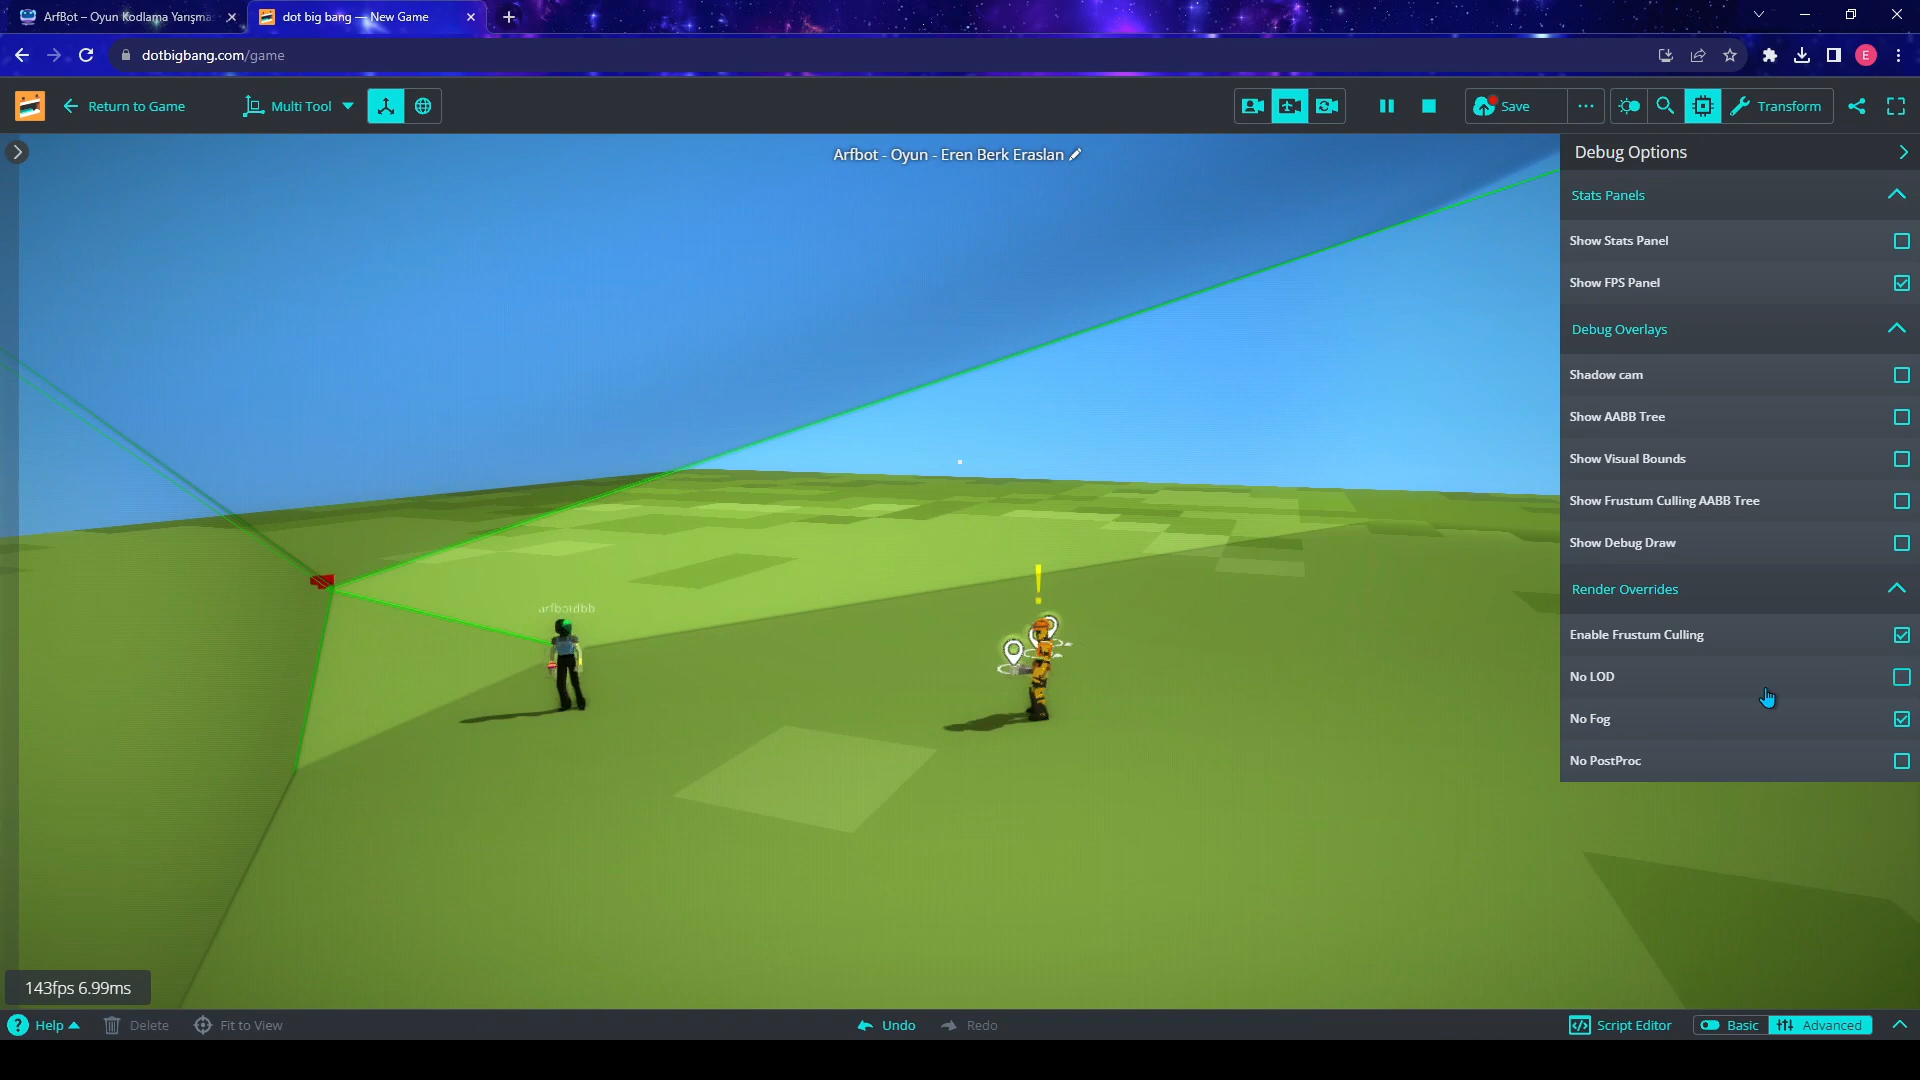 ArfBot – Oyun Kodlama Yarışma
dot big bang — New Game
dotbigbang.com/game
E
Return to Game
Multi Tool
Save
Transform
Arfbot - Oyun - Eren Berk Eraslan
Debug Options
Stats Panels
Show Stats Panel
Show FPS Panel
Debug Overlays
Shadow cam
Show AABB Tree
Show Visual Bounds
Show Frustum Culling AABB Tree
Show Debug Draw
Render Overrides
Enable Frustum Culling
No LOD
No Fog
No PostProc
!
143fps 6.99ms
? Help
Delete
Fit to View
Undo
Redo
Script Editor
Basic
Advanced